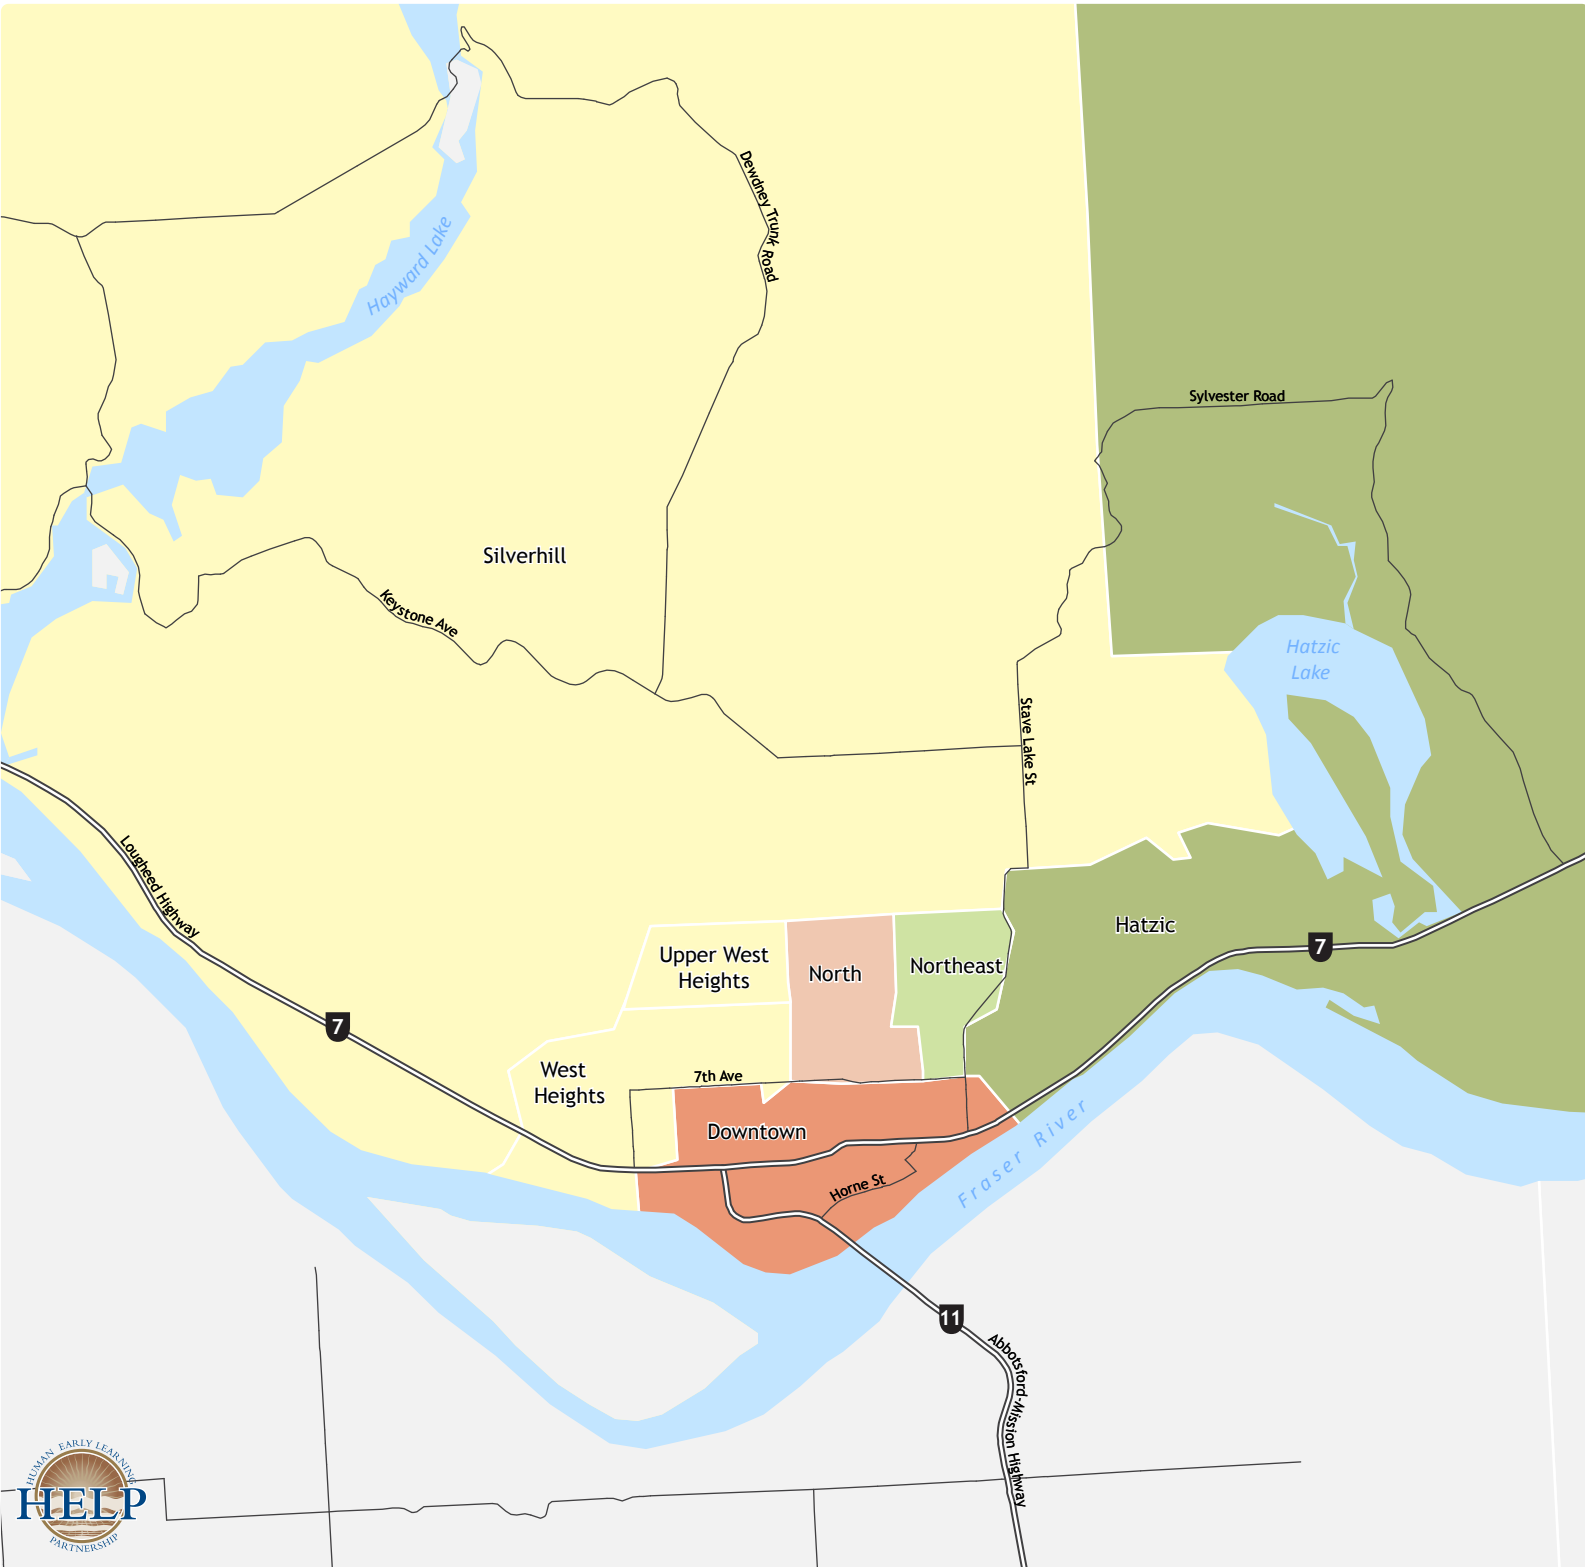 Dewdney Trunk Road
Hayward Lake
Sylvester Road
Silverhill
Keystone Ave
Hatzic
Lake
Stave Lake St
Lougheed Highway
Hatzic
7
Upper West
Heights
North
Northeast
7
West
Heights
7th Ave
Downtown
Fraser River
Horne St
11
Abbotsford-Mission Highway
HUMAN EARLY LEARNING
HELP
PARTNERSHIP